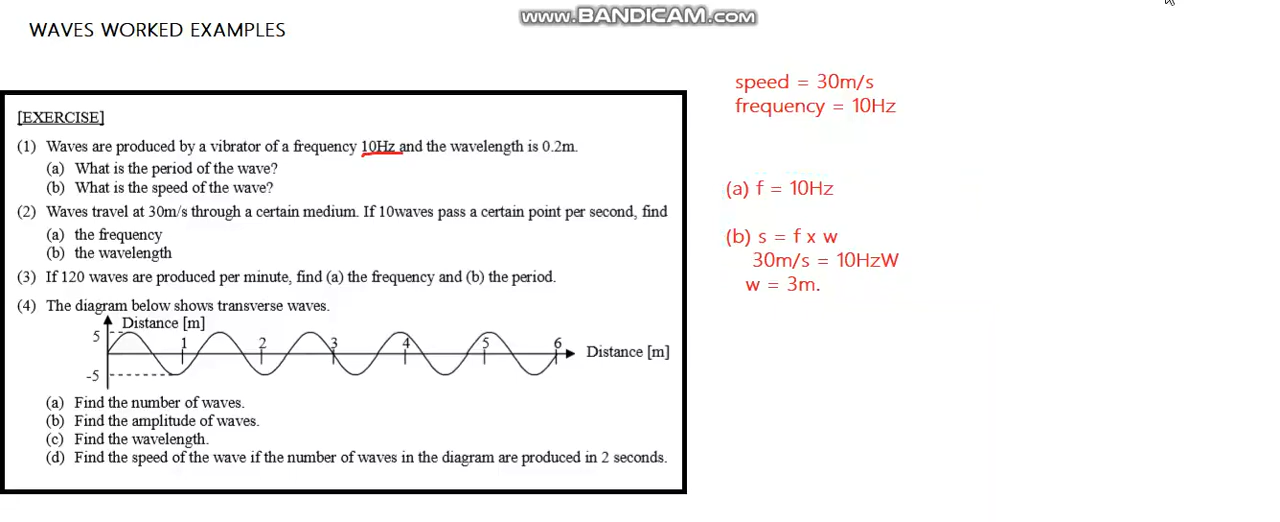 www.BANDICAM.com
WAVES WORKED EXAMPLES
[EXERCISE]
(1) Waves are produced by a vibrator of a frequency 10Hz and the wavelength is 0.2m.
(a) What is the period of the wave?
(b) What is the speed of the wave?
(2) Waves travel at 30m/s through a certain medium. If 10waves pass a certain point per second, find
(a) the frequency
(b) the wavelength
(3) If 120 waves are produced per minute, find (a) the frequency and (b) the period.
(4) The diagram below shows transverse waves.
Distance [m]
5
1 2 3 4 5 6
Distance [m]
-5
(a) Find the number of waves.
(b) Find the amplitude of waves.
(c) Find the wavelength.
(d) Find the speed of the wave if the number of waves in the diagram are produced in 2 seconds.
speed = 30m/s
frequency = 10Hz
(a) f = 10Hz
(b) s = f x w
30m/s = 10HzW
w = 3m.